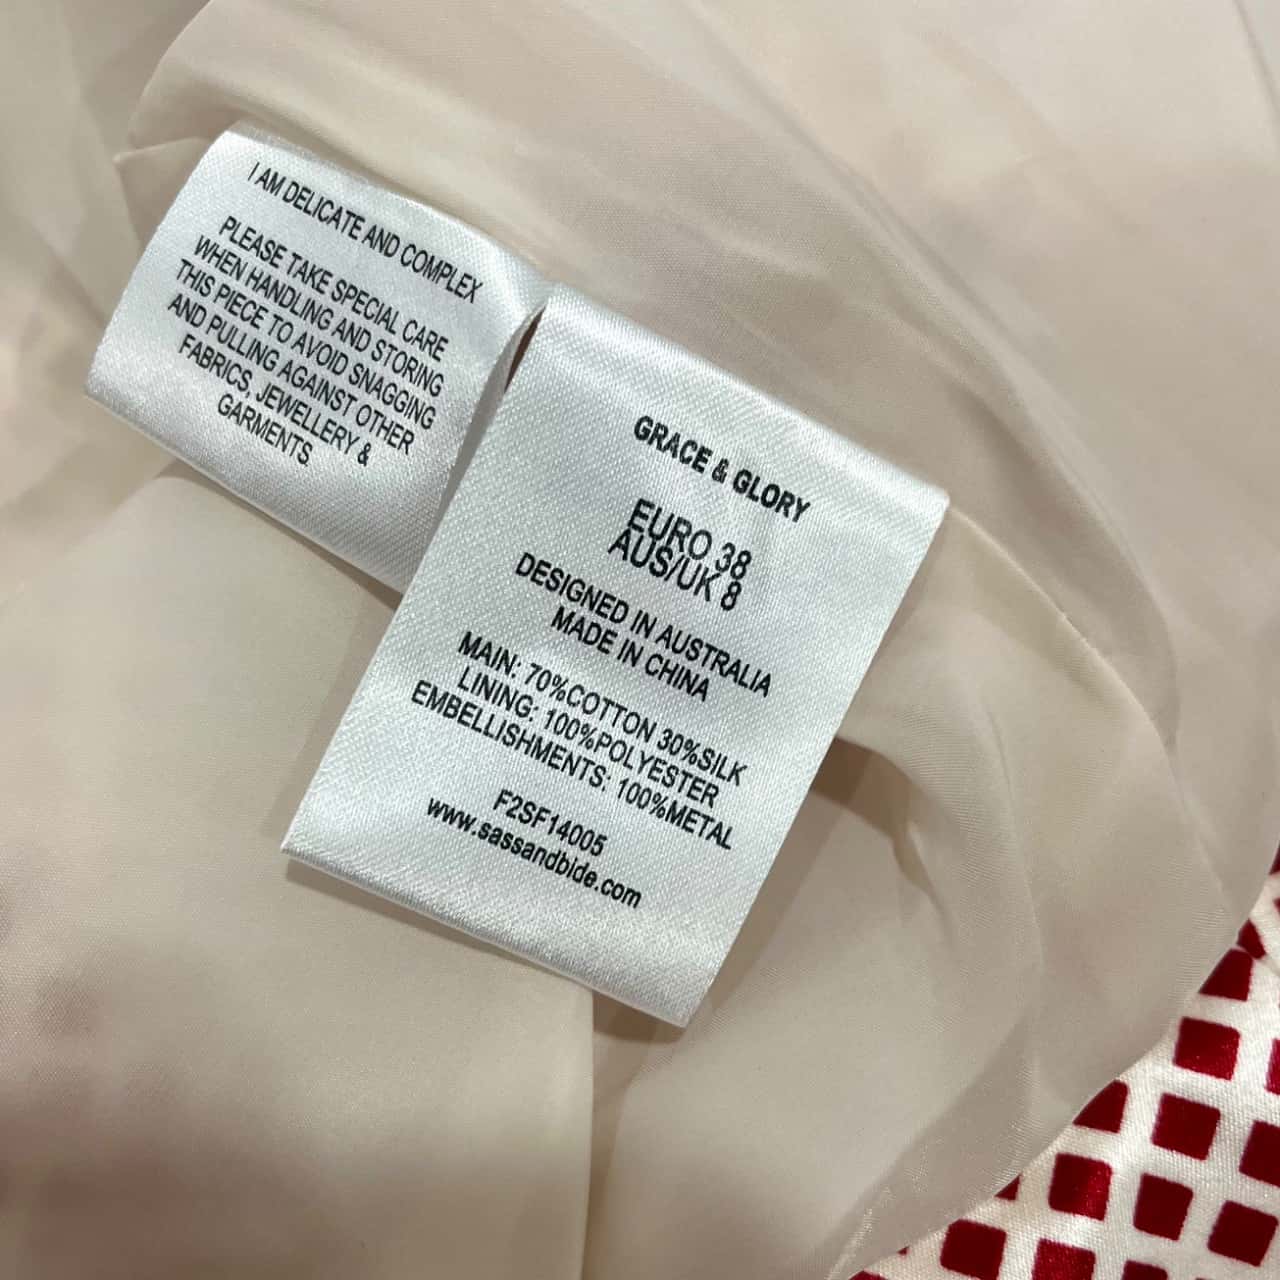 I AM DELICATE AND COMPLEX
PLEASE TAKE SPECIAL CARE
WHEN HANDLING AND STORING
THIS PIECE TO AVOID SNAGGING
AND PULLING AGAINST OTHER
FABRICS, JEWELLERY &
GARMENTS.
GRACE & GLORY
EURO 38
AUS/UK 8
DESIGNED IN AUSTRALIA
MADE IN CHINA
MAIN: 70%COTTON 30%SILK
LINING: 100%POLYESTER
EMBELLISHMENTS: 100%METAL
F2SF14005
www.sassandbide.com